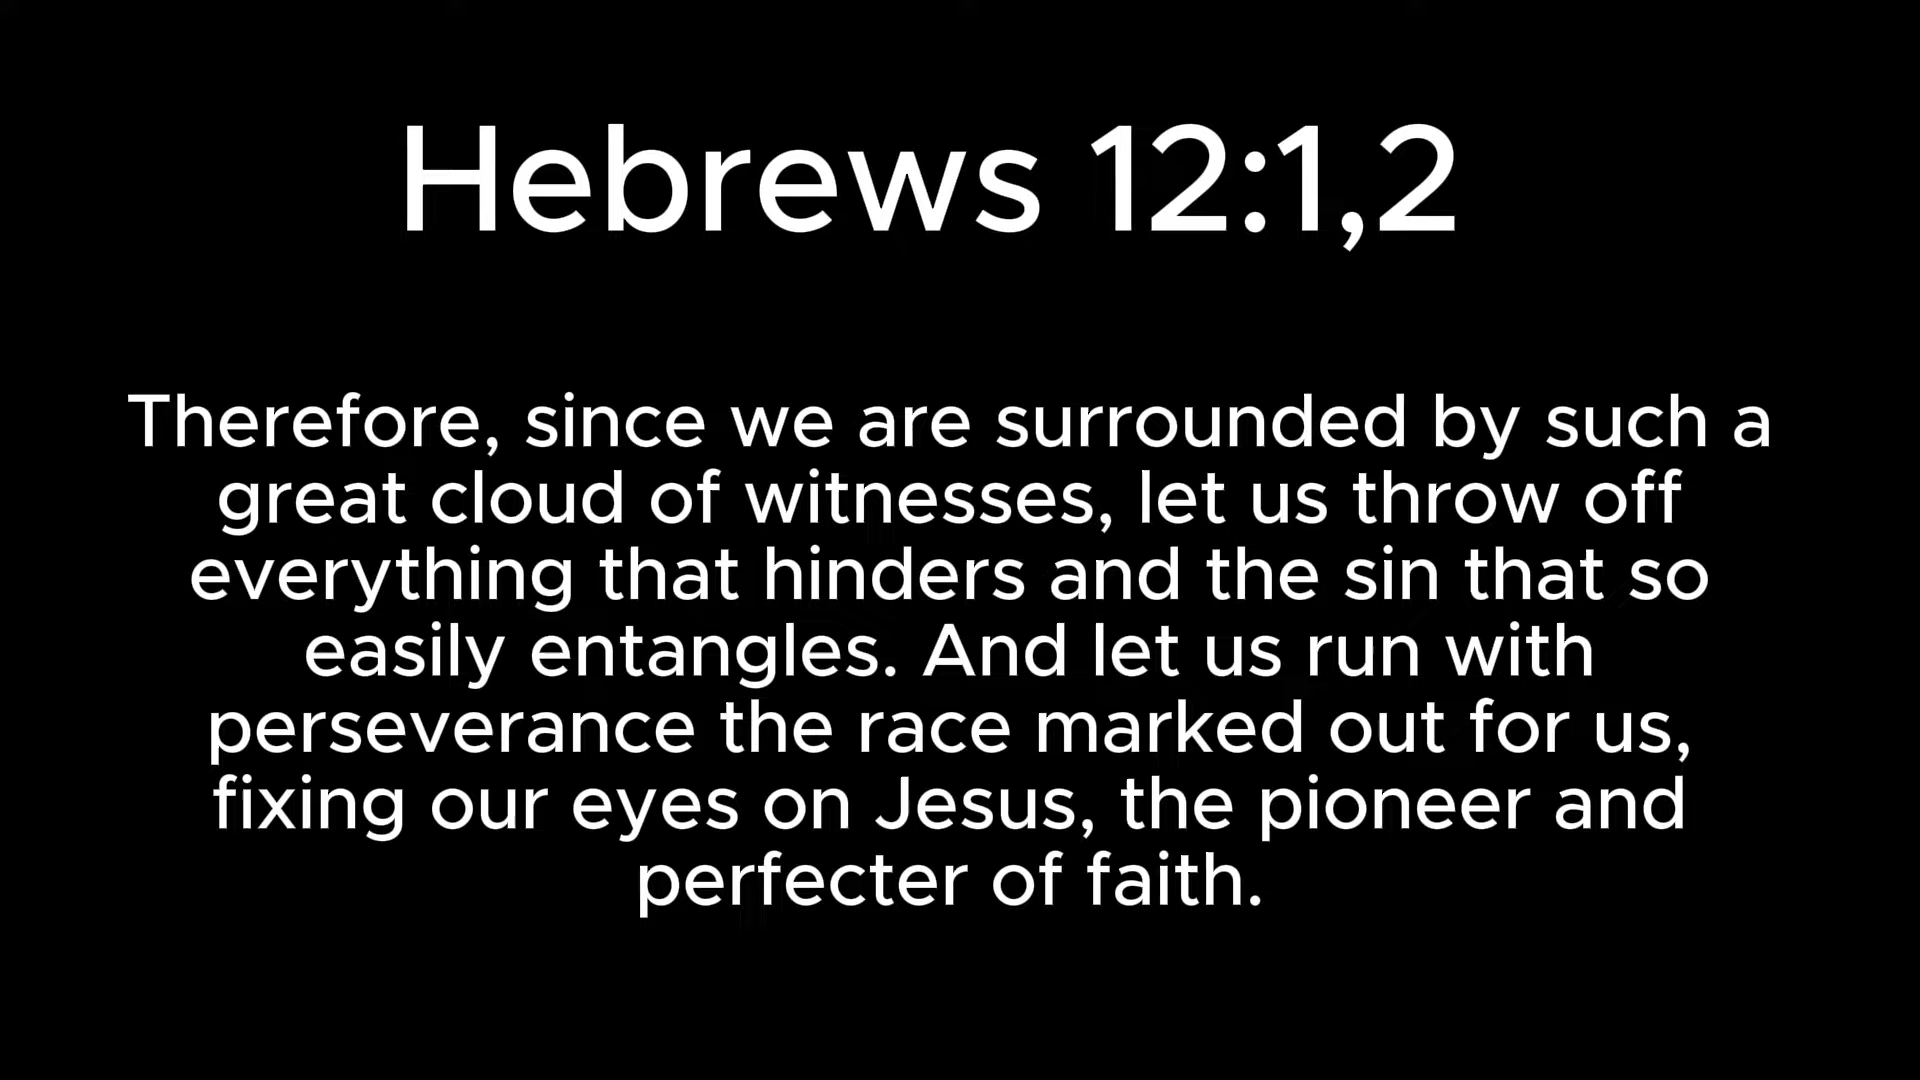 Hebrews 12:1,2
Therefore, since we are surrounded by such a
great cloud of witnesses, let us throw off
everything that hinders and the sin that so
easily entangles. And let us run with
perseverance the race marked out for us,
fixing our eyes on Jesus, the pioneer and
perfecter of faith.